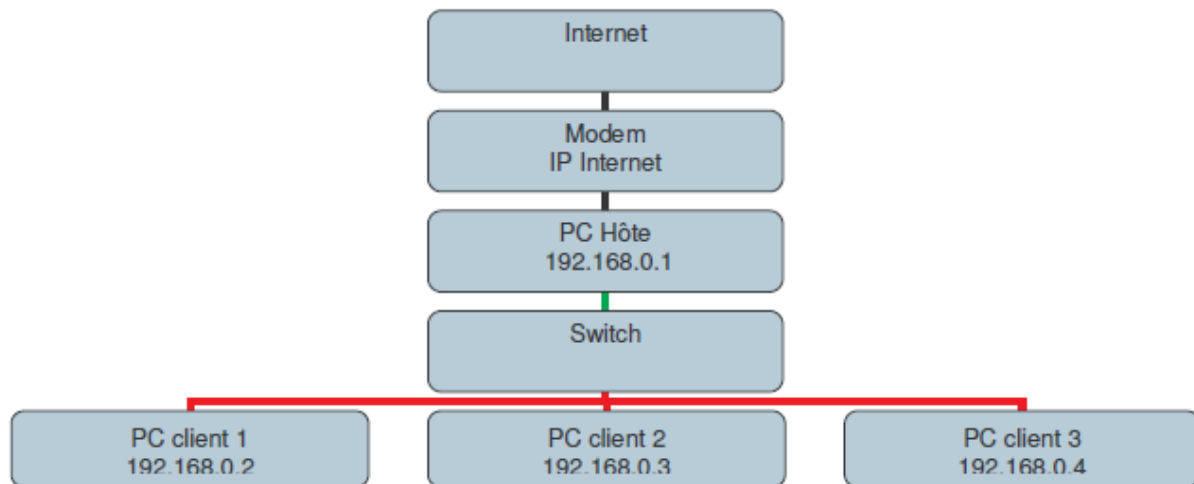 Internet
Modem
IP Internet
PC Hôte
192.168.0.1
Switch
PC client 1
192.168.0.2
PC client 2
192.168.0.3
PC client 3
192.168.0.4